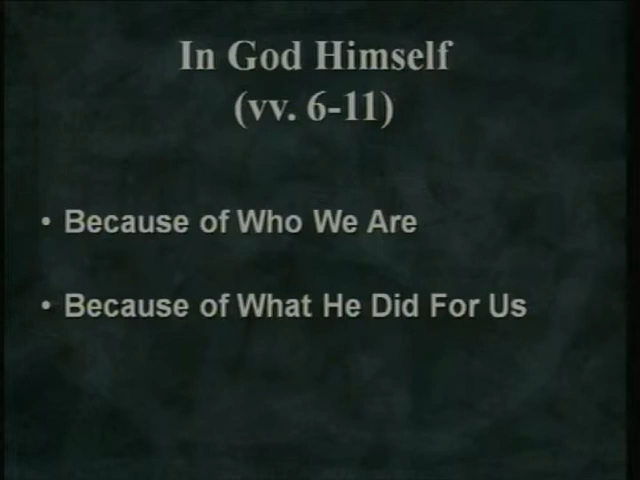 In God Himself
(vv. 6-11)
• Because of Who We Are
• Because of What He Did For Us